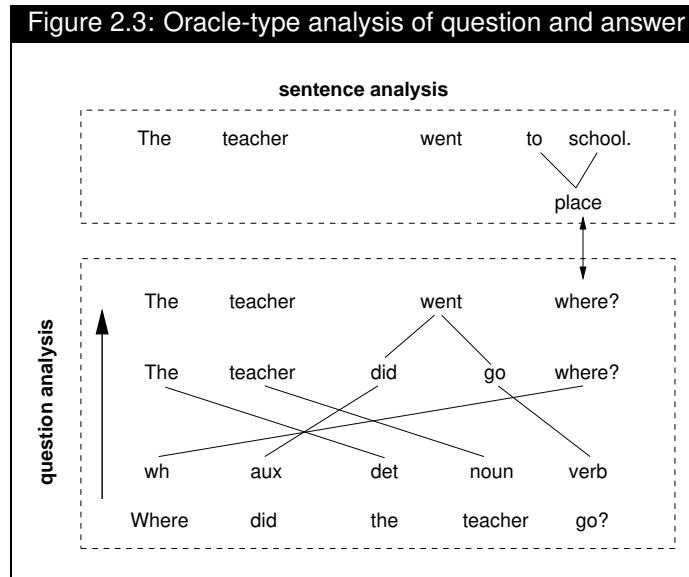 Figure 2.3: Oracle-type analysis of question and answer
sentence analysis
The teacher went to school.
place
question analysis
The teacher went where?
The teacher did go where?
wh aux det noun verb
Where did the teacher go?